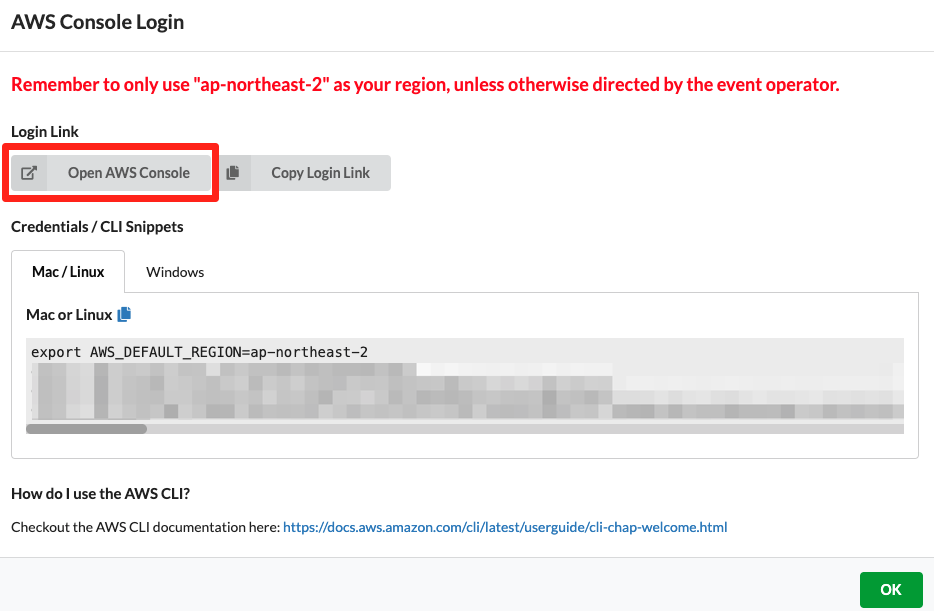 AWS Console Login
Remember to only use "ap-northeast-2" as your region, unless otherwise directed by the event operator.
Login Link
Open AWS Console
Copy Login Link
Credentials / CLI Snippets
Mac / Linux
Windows
Mac or Linux
export AWS_DEFAULT_REGION=ap-northeast-2
How do I use the AWS CLI?
Checkout the AWS CLI documentation here: https://docs.aws.amazon.com/cli/latest/userguide/cli-chap-welcome.html
OK